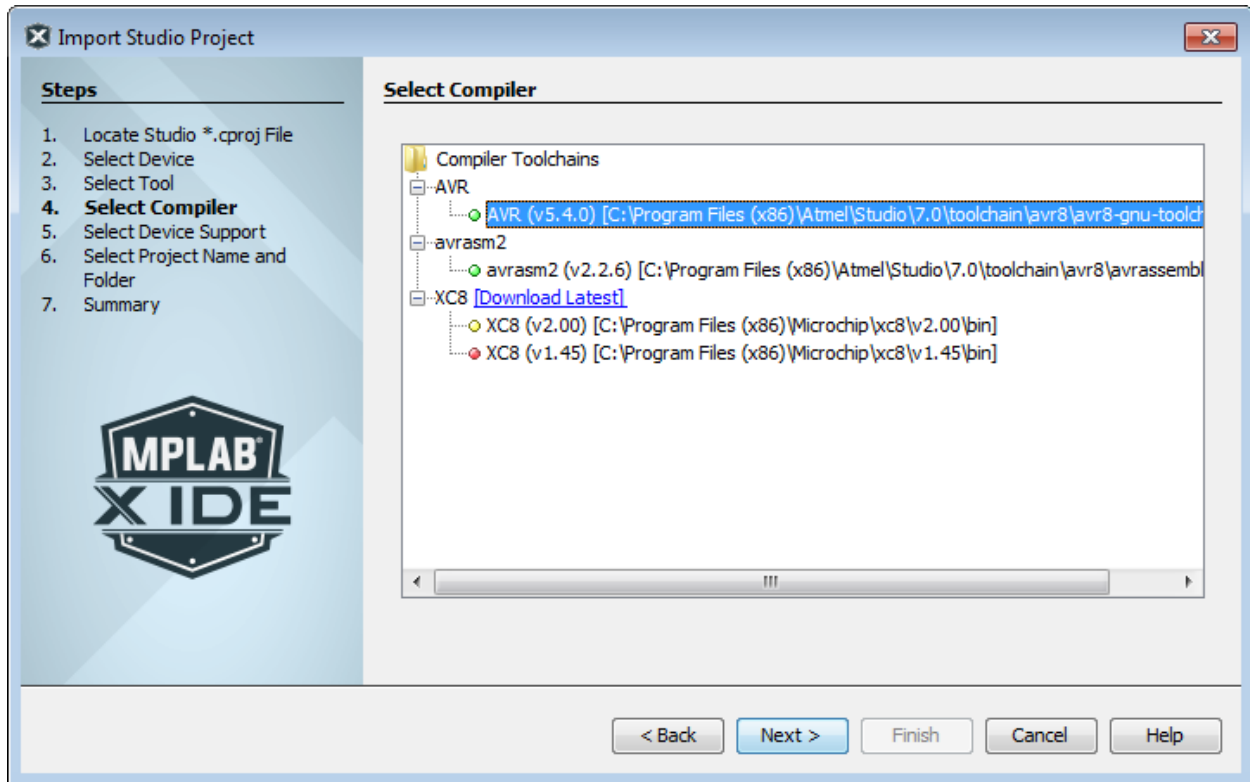 Import Studio Project
Steps
1. Locate Studio *.cproj File
2. Select Device
3. Select Tool
4. Select Compiler
5. Select Device Support
6. Select Project Name and
Folder
7. Summary
MPLAB®
X IDE
Select Compiler
Compiler Toolchains
AVR
AVR (v5.4.0) [C:\Program Files (x86)\Atmel\Studio\7.0\toolchain\avr8\avr8-gnu-toolch
avrasm2
avrasm2 (v2.2.6) [C:\Program Files (x86)\Atmel\Studio\7.0\toolchain\avr8\avrassembl
XC8 [Download Latest]
XC8 (v2.00) [C:\Program Files (x86)\Microchip\xc8\v2.00\bin]
XC8 (v1.45) [C:\Program Files (x86)\Microchip\xc8\v1.45\bin]
< Back Next > Finish Cancel Help